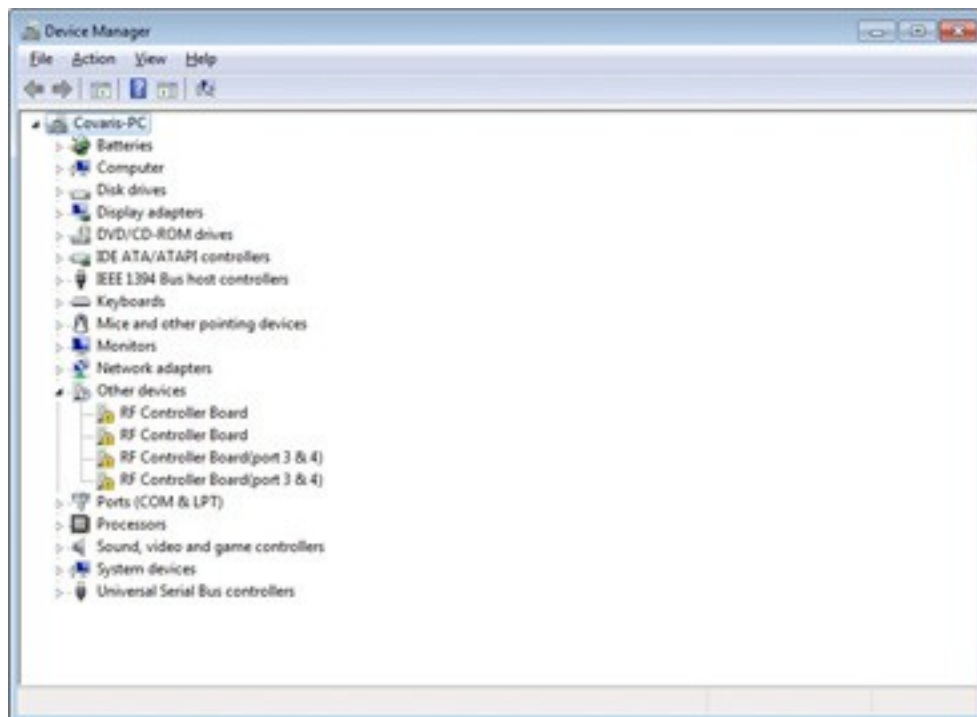 Device Manager
File Action View Help
Covaris-PC
Batteries
Computer
Disk drives
Display adapters
DVD/CD-ROM drives
IDE ATA/ATAPI controllers
IEEE 1394 Bus host controllers
Keyboards
Mice and other pointing devices
Monitors
Network adapters
Other devices
RF Controller Board
RF Controller Board
RF Controller Board(port 3 & 4)
RF Controller Board(port 3 & 4)
Ports (COM & LPT)
Processors
Sound, video and game controllers
System devices
Universal Serial Bus controllers